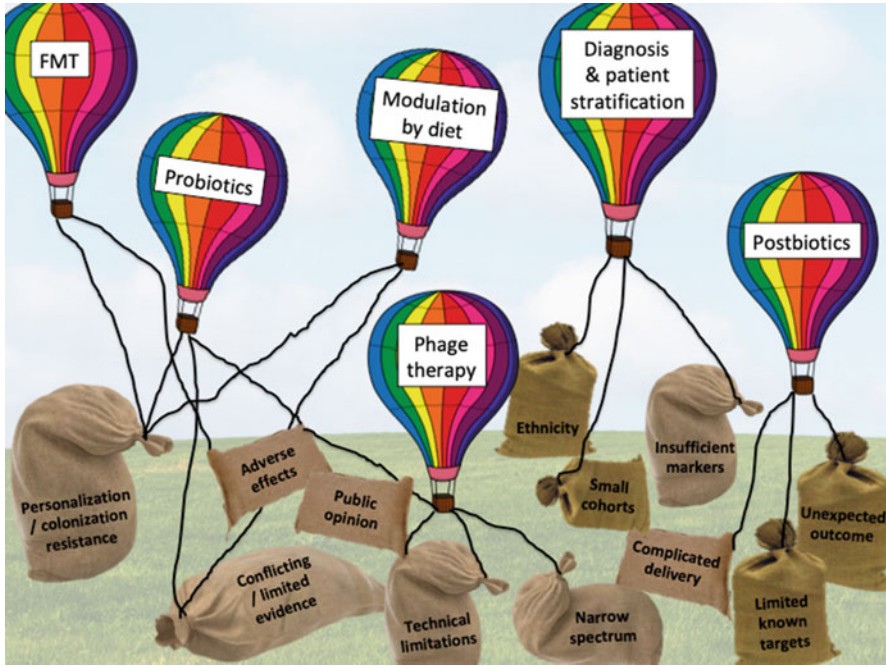 FMT
Probiotics
Modulation
by diet
Diagnosis
& patient
stratification
Postbiotics
Phage
therapy
Personalization
/ colonization
resistance
Adverse
effects
Public
opinion
Conflicting
/ limited
evidence
Technical
limitations
Narrow
spectrum
Ethnicity
Small
cohorts
Insufficient
markers
Complicated
delivery
Limited
known
targets
Unexpected
outcome